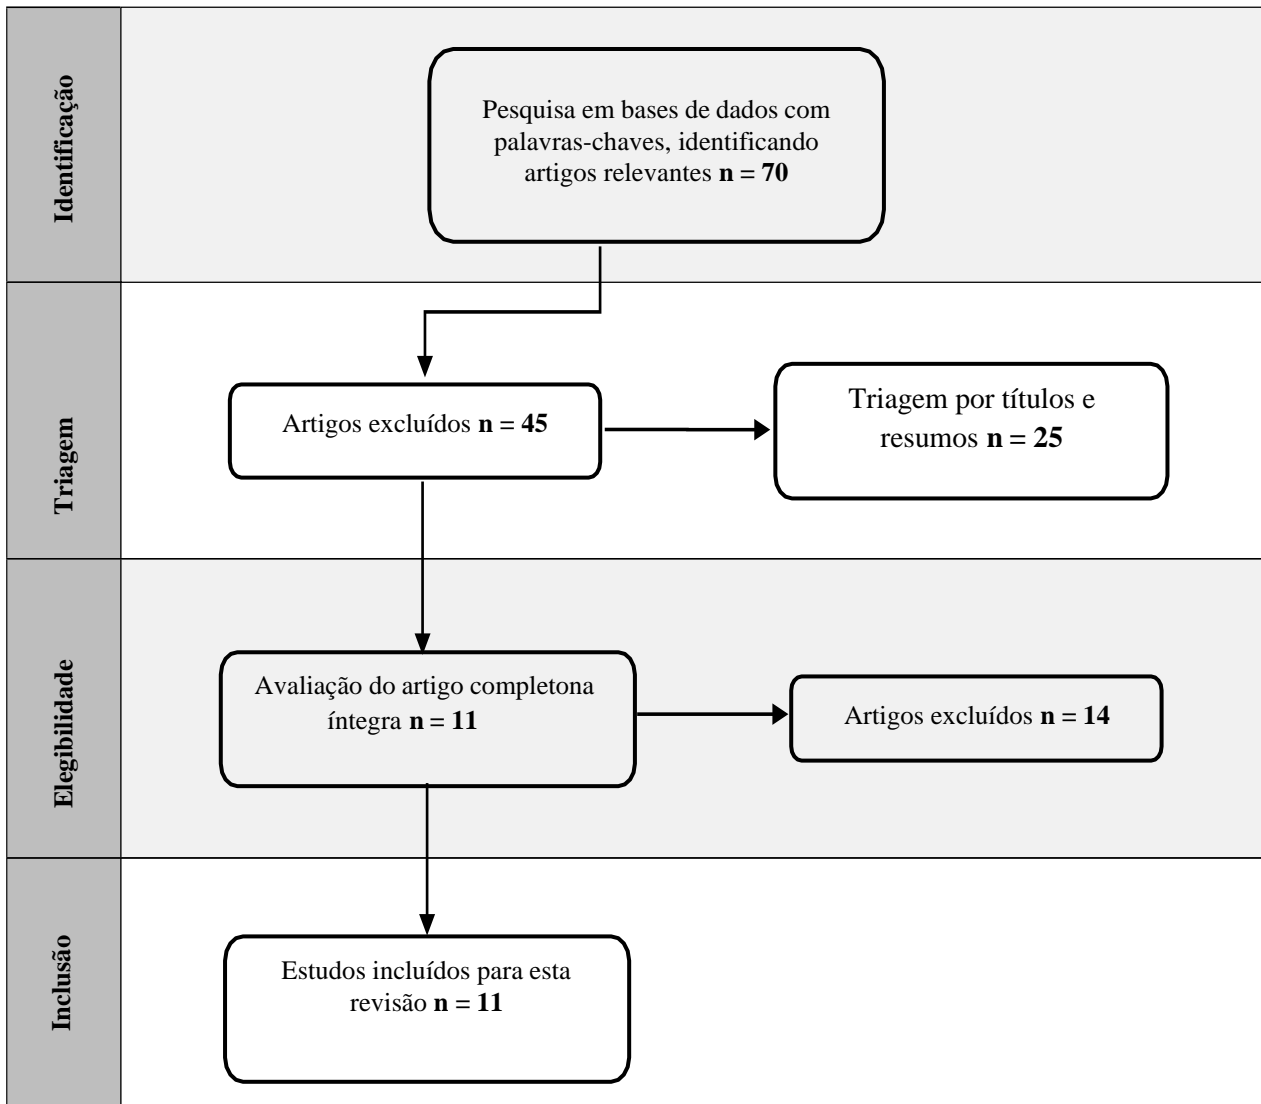 Identificação
Pesquisa em bases de dados com
palavras-chaves, identificando
artigos relevantes n = 70
Triagem
Artigos excluídos n = 45
Triagem por títulos e
resumos n = 25
Elegibilidade
Avaliação do artigo completona
íntegra n = 11
Artigos excluídos n = 14
Inclusão
Estudos incluídos para esta
revisão n = 11